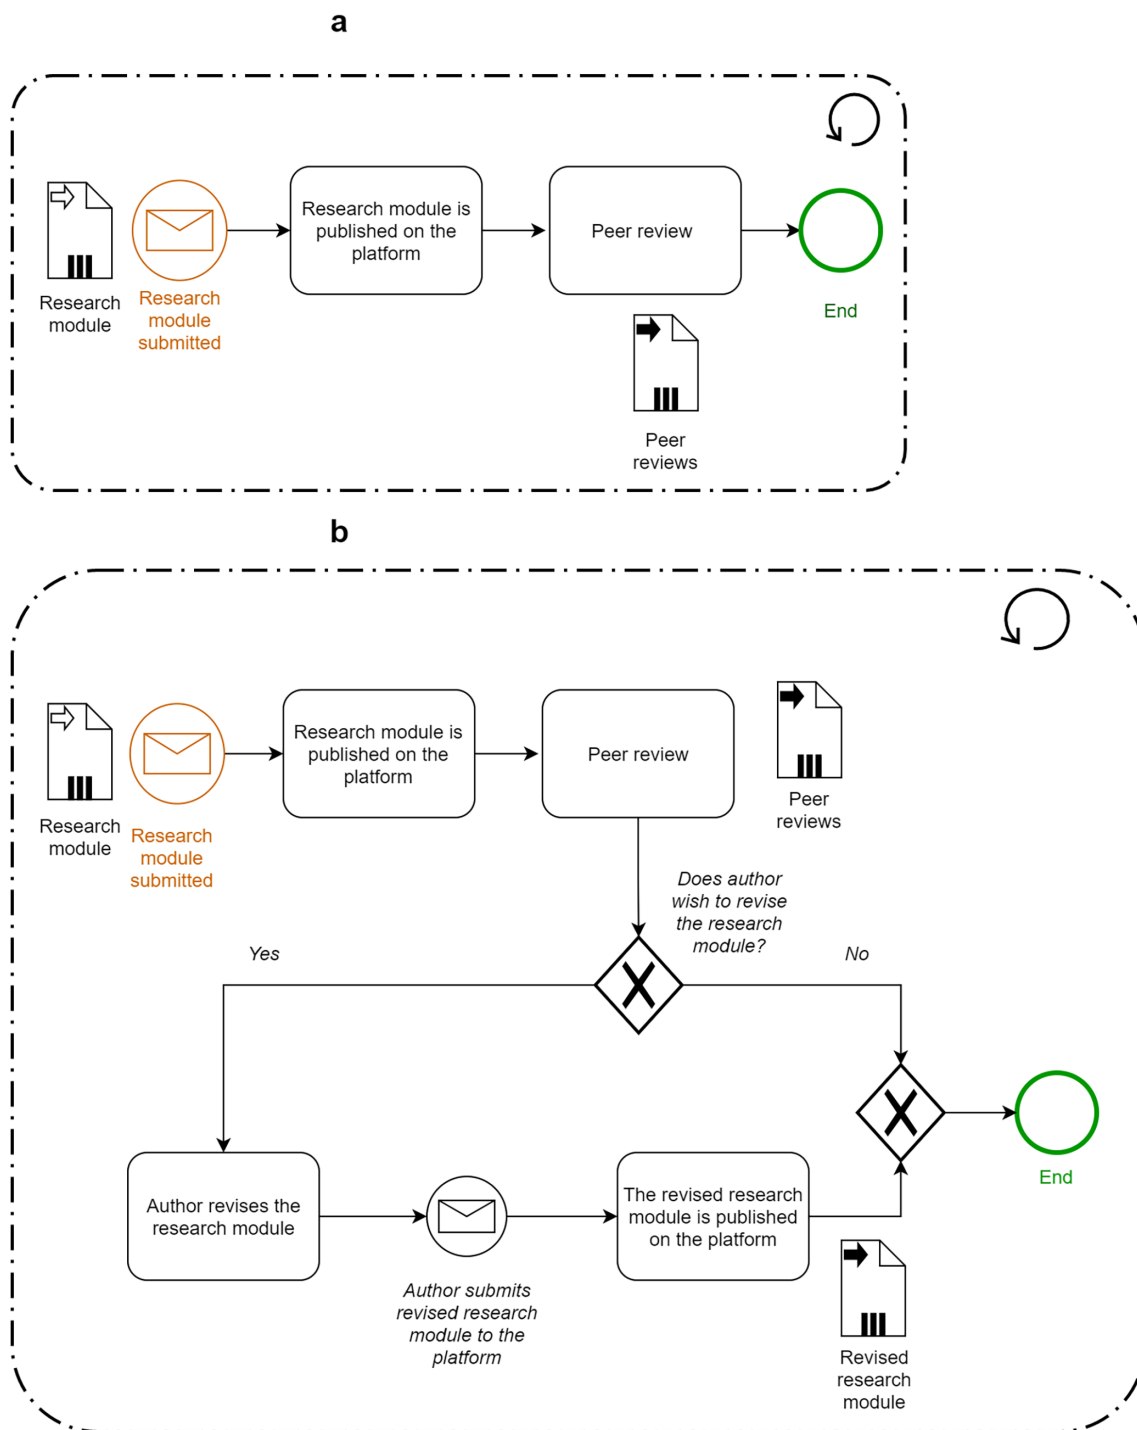 a
Research module is
published on the
platform
Peer review
Research
module
Research
module
submitted
End
Peer
reviews
b
Research module is
published on the
platform
Peer review
Peer
reviews
Research
module
Research
module
submitted
Does author
wish to revise
the research
module?
Yes
No
Author revises the
research module
The revised research
module is published
on the platform
End
Author submits
revised research
module to the
platform
Revised
research
module